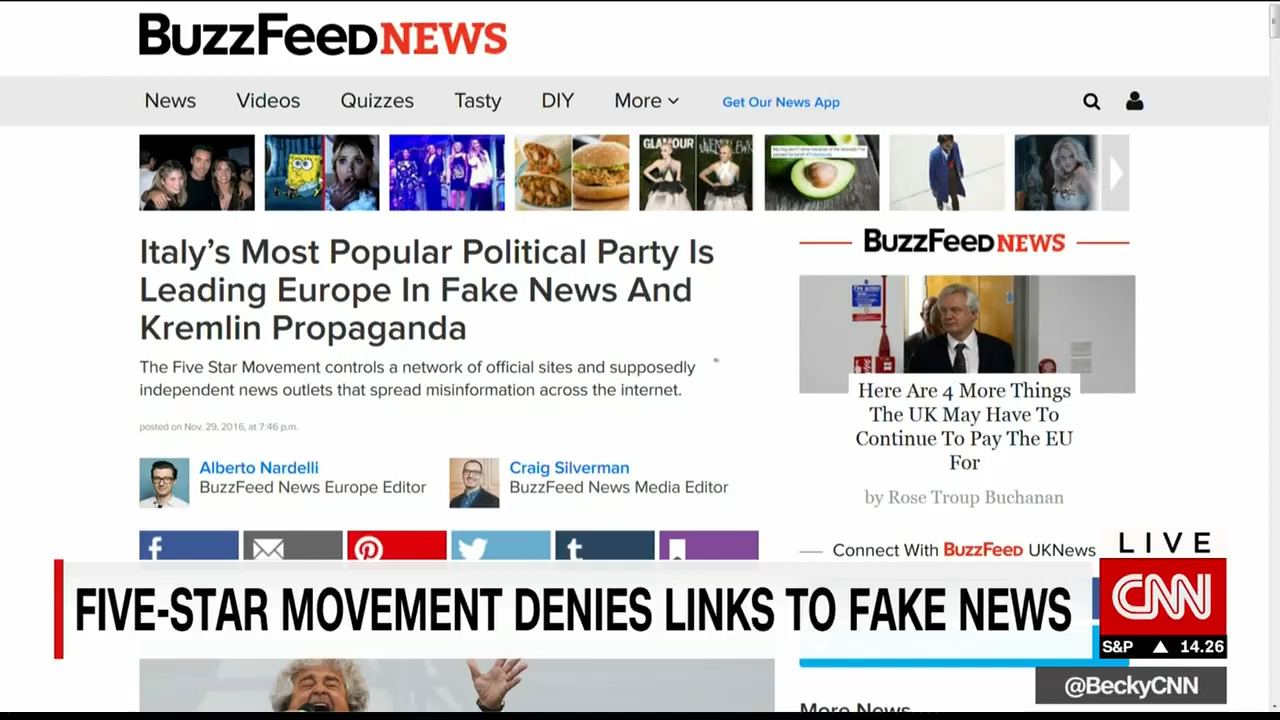 BuzzFeedNEWS
News Videos Quizzes Tasty DIY More Get Our News App
GLAMOUR
Italy's Most Popular Political Party Is
Leading Europe In Fake News And
Kremlin Propaganda
The Five Star Movement controls a network of official sites and supposedly
independent news outlets that spread misinformation across the internet.
posted on Nov. 29, 2016, at 7:46 p.m.
Alberto Nardelli
BuzzFeed News Europe Editor
Craig Silverman
BuzzFeed News Media Editor
BuzzFeedNEWS
Fire action
Here Are 4 More Things
The UK May Have To
Continue To Pay The EU
For
by Rose Troup Buchanan
Connect With BuzzFeed UKNews
LIVE
CNN
FIVE-STAR MOVEMENT DENIES LINKS TO FAKE NEWS
S&P ▲ 14.26
@BeckyCNN
More News